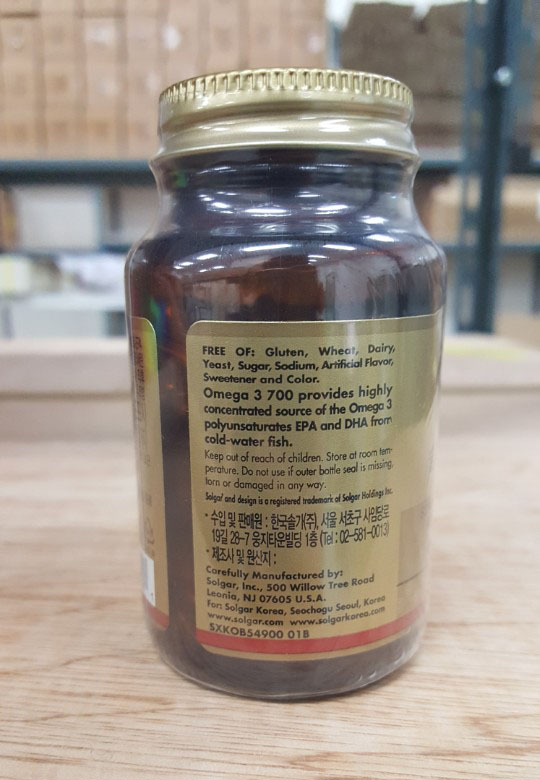 FREE OF: Gluten, Wheat, Dairy,
Yeast, Sugar, Sodium, Artificial Flavor,
Sweetener and Color.
Omega 3 700 provides highly
concentrated source of the Omega 3
polyunsaturates EPA and DHA from
cold-water fish.
Keep out of reach of children. Store at room tem-
perature. Do not use if outer bottle seal is missing,
torn or damaged in any way.
Solgar and design is a registered trademark of Solgar Holdings Inc.
• 수입 및 판매원 : 한국솔가(주), 서울 서초구 사임당로
19길 28-7 웅지타운빌딩 1층 (Tel : 02-581-0013)
• 제조사 및 원산지 :
Carefully Manufactured by:
Solgar, Inc., 500 Willow Tree Road
Leonia, NJ 07605 U.S.A.
For: Solgar Korea, Seochogu Seoul, Korea
www.solgar.com www.solgarkorea.com
SXKOB54900 01B